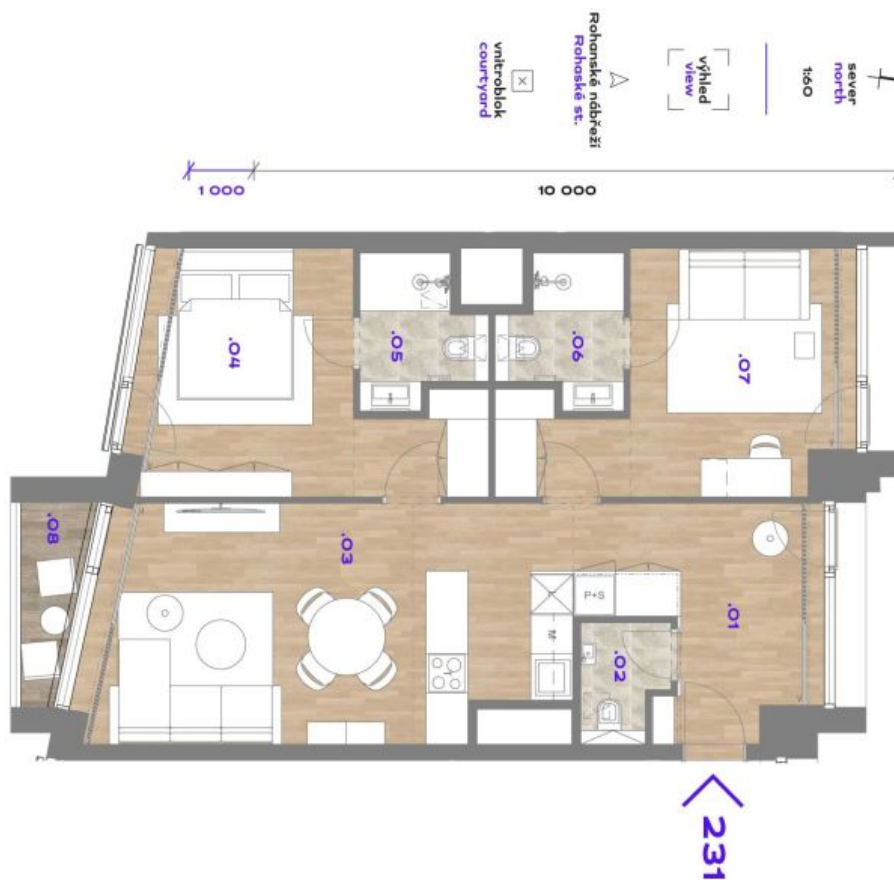 sever
north
1:60
výhled
view
Rohanské nábřeží
Rohaské st.
vnitroblok
courtyard
1 000
10 000
.04
.05
.06
.07
.08
.03
P+S
M
.02
.01
231